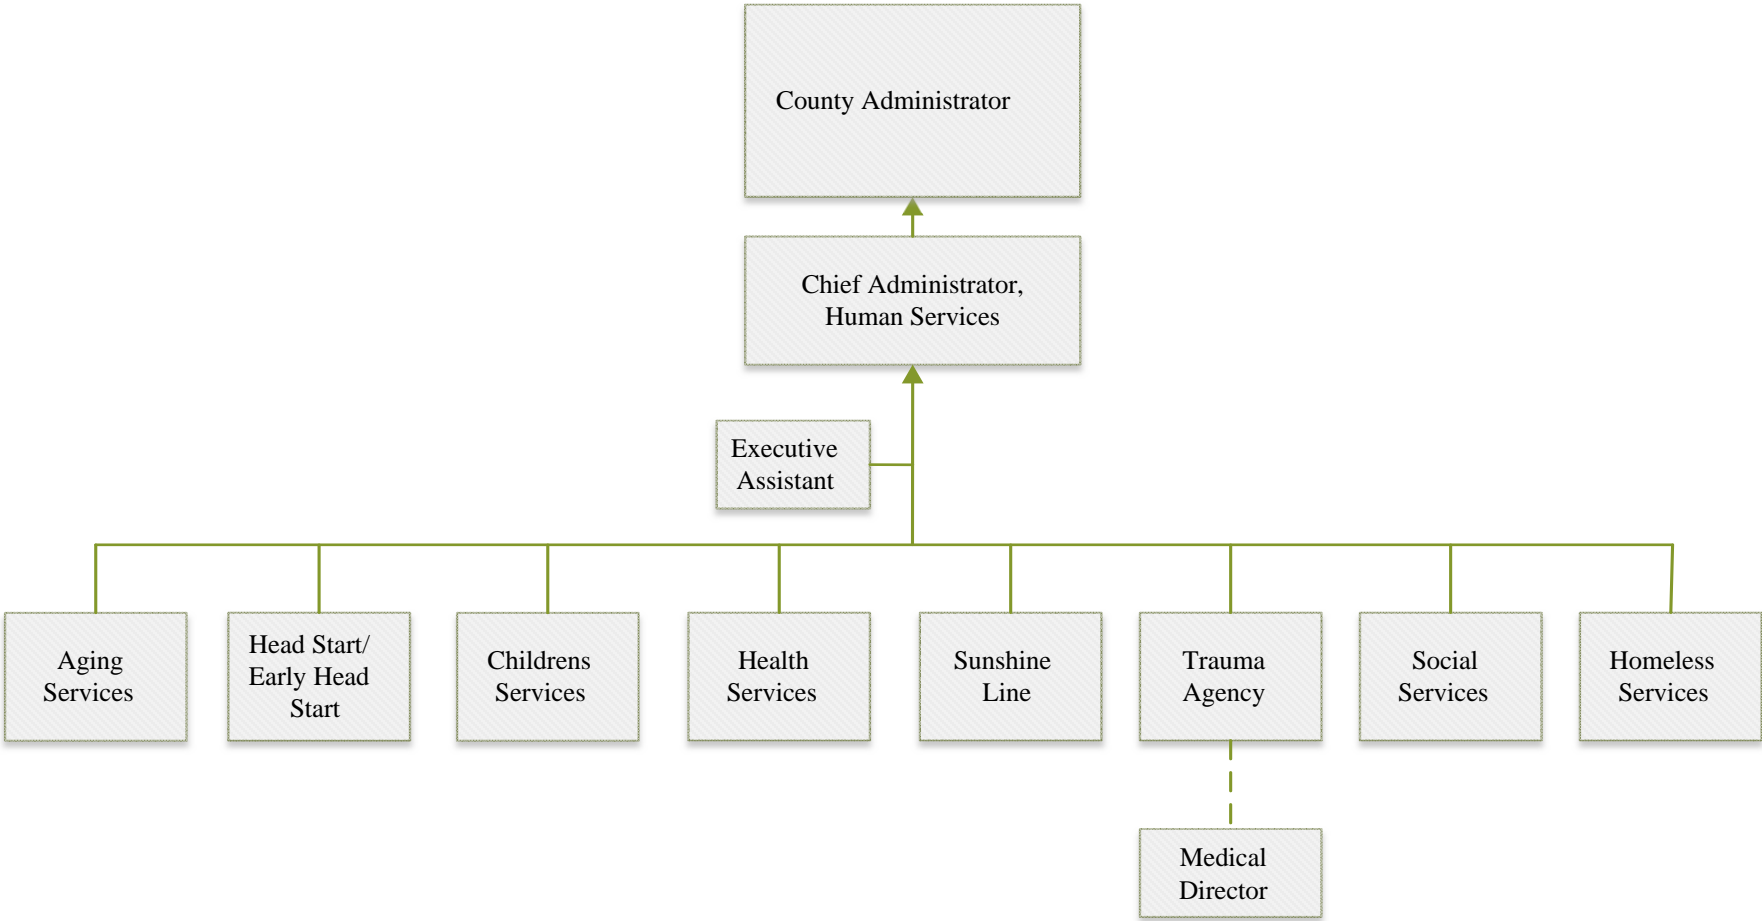 County Administrator
Chief Administrator,
Human Services
Executive
Assistant
Aging
Services
Head Start/
Early Head
Start
Childrens
Services
Health
Services
Sunshine
Line
Trauma
Agency
Social
Services
Homeless
Services
Medical
Director